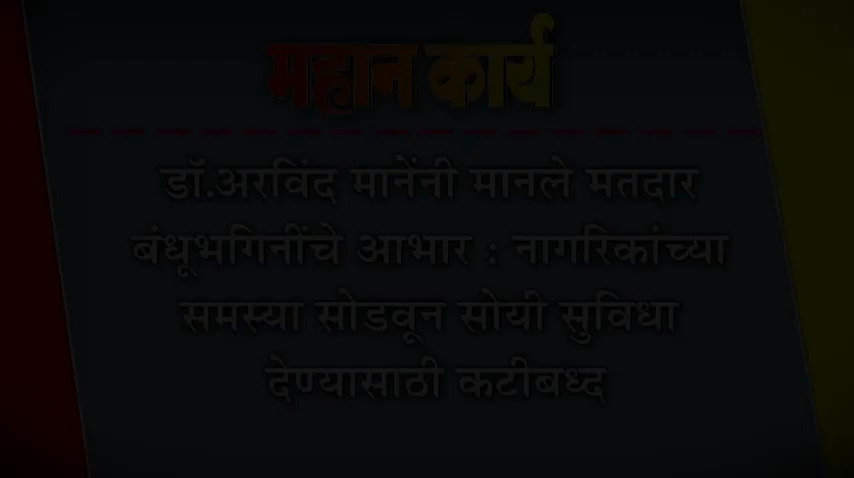 महान कार्य
डॉ.अरविंद मानेंनी मानले मतदार
बंधूभगिनींचे आभार : नागरिकांच्या
समस्या सोडवून सोयी सुविधा
देण्यासाठी कटीबध्द